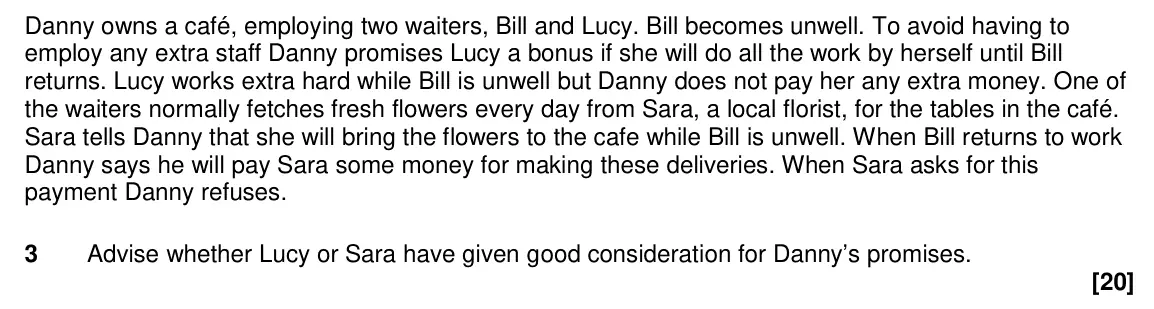 Danny owns a café, employing two waiters, Bill and Lucy. Bill becomes unwell. To avoid having to
employ any extra staff Danny promises Lucy a bonus if she will do all the work by herself until Bill
returns. Lucy works extra hard while Bill is unwell but Danny does not pay her any extra money. One of
the waiters normally fetches fresh flowers every day from Sara, a local florist, for the tables in the café.
Sara tells Danny that she will bring the flowers to the cafe while Bill is unwell. When Bill returns to work
Danny says he will pay Sara some money for making these deliveries. When Sara asks for this
payment Danny refuses.
3 Advise whether Lucy or Sara have given good consideration for Danny’s promises.
[20]